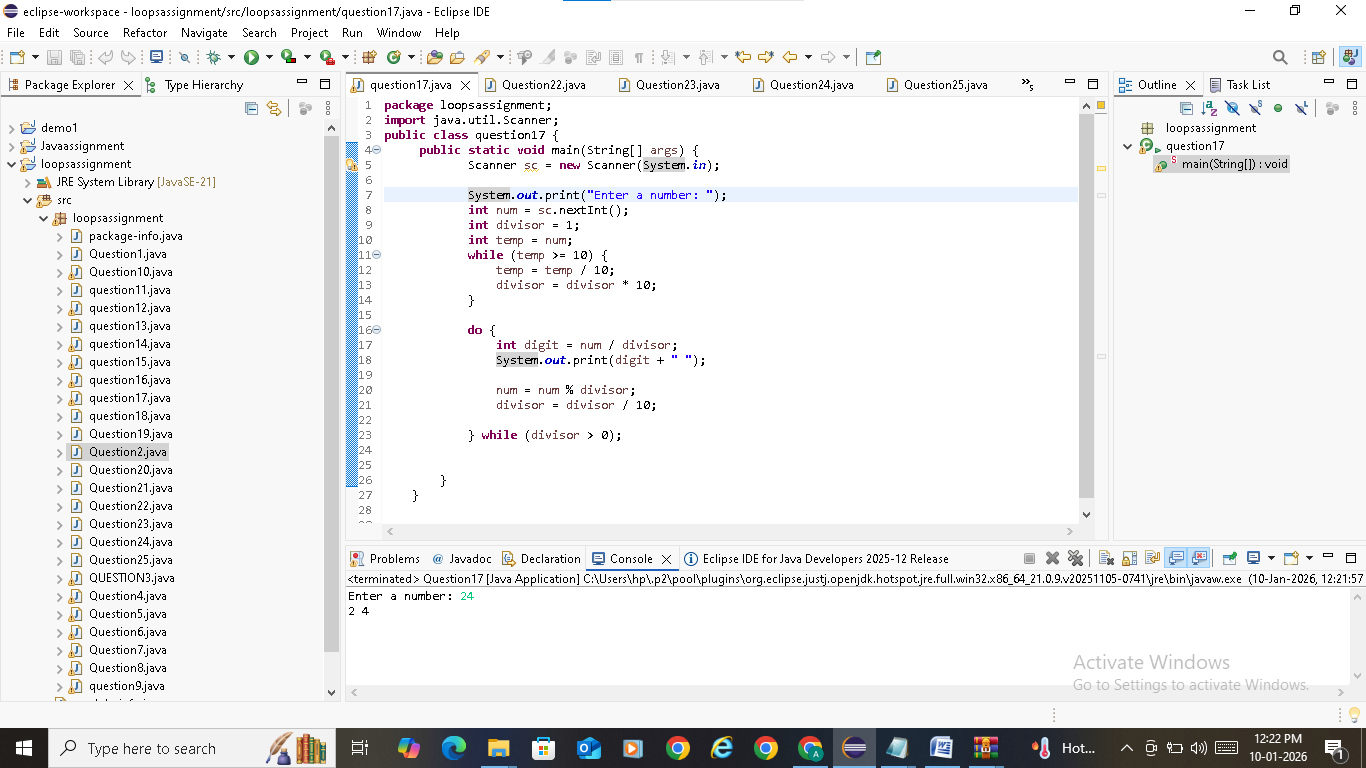 eclipse-workspace - loopsassignment/src/loopsassignment/question17.java - Eclipse IDE
File Edit Source Refactor Navigate Search Project Run Window Help
Package Explorer Type Hierarchy
demo1
Javaassignment
loopsassignment
JRE System Library [JavaSE-21]
src
loopsassignment
package-info.java
Question1.java
Question10.java
question11.java
question12.java
question13.java
question14.java
question15.java
question16.java
question17.java
question18.java
Question19.java
Question2.java
Question20.java
Question21.java
Question22.java
Question23.java
Question24.java
Question25.java
QUESTION3.java
Question4.java
Question5.java
Question6.java
Question7.java
Question8.java
question9.java
question17.java Question22.java Question23.java Question24.java Question25.java »5
1 package loopsassignment;
2 import java.util.Scanner;
3 public class question17 {
4 public static void main(String[] args) {
5 Scanner sc = new Scanner(System.in);
6
7 System.out.print("Enter a number: ");
8 int num = sc.nextInt();
9 int divisor = 1;
10 int temp = num;
11 while (temp >= 10) {
12 temp = temp / 10;
13 divisor = divisor * 10;
14 }
15
16 do {
17 int digit = num / divisor;
18 System.out.print(digit + " ");
19
20 num = num % divisor;
21 divisor = divisor / 10;
22
23 } while (divisor > 0);
24
25
26 }
27 }
28
Outline Task List
loopsassignment
question17
main(String[]) : void
Problems Javadoc Declaration Console Eclipse IDE for Java Developers 2025-12 Release
<terminated> Question17 [Java Application] C:\Users\hp\.p2\pool\plugins\org.eclipse.justj.openjdk.hotspot.jre.full.win32.x86_64_21.0.9.v20251105-0741\jre\bin\javaw.exe (10-Jan-2026, 12:21:57
Enter a number: 24
2 4
Activate Windows
Go to Settings to activate Windows.
Type here to search
Hot...
12:22 PM
10-01-2026
1